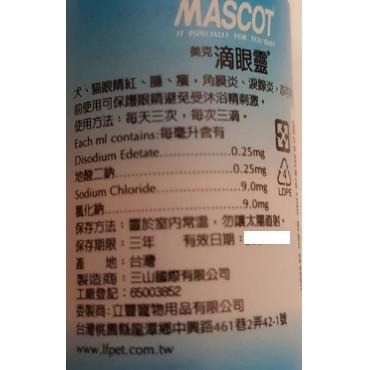 MASCOT
IT ESPECIALLY FOR YOU
美克 滴眼靈
犬、貓眼睛紅、腫、癢，角膜炎、淚腺炎，
前使用可保護眼睛避免受沐浴精刺激。
使用方法：每天三次，每次三滴。
Each ml contains:每毫升含有
Disodium Edetate 0.25mg
地酸二鈉 0.25mg
Sodium Chloride 9.0mg
氯化鈉 9.0mg
保存方法：置於室內常溫，勿讓太陽直射。
保存期限：三年 有效日期：
產 地：台灣
製造商：三山國際有限公司
工廠登記：65003852
委製商：立豐寵物用品有限公司
台灣桃園縣龍潭鄉中興路461巷2弄42-1號
www.lfpet.com.tw
4
LDPE